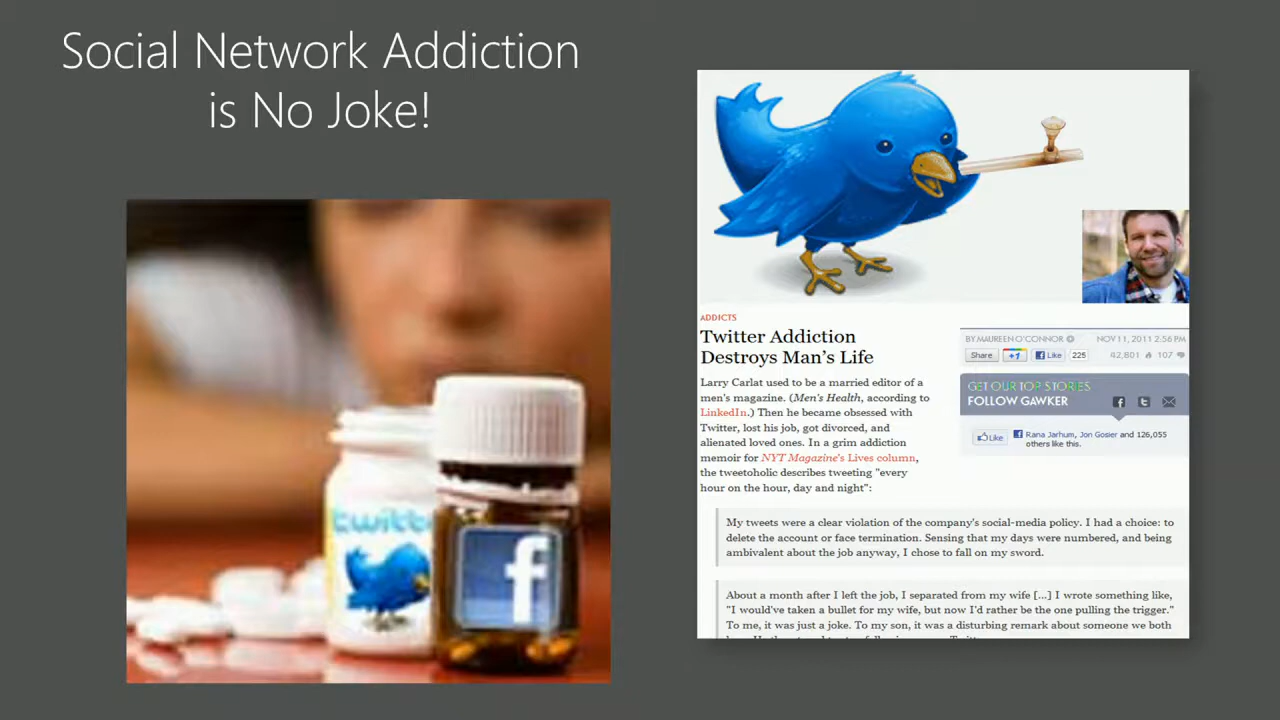 Social Network Addiction
is No Joke!
twitt
f
ADDICTS
Twitter Addiction
Destroys Man's Life
Larry Carlat used to be a married editor of a
men's magazine. (Men's Health, according to
LinkedIn.) Then he became obsessed with
Twitter, lost his job, got divorced, and
alienated loved ones. In a grim addiction
memoir for NYT Magazine's Lives column,
the tweetoholic describes tweeting "every
hour on the hour, day and night":
BY MAUREEN O'CONNOR
NOV 11, 2011 2:56 PM
Share +1 Like 225
42,801 107
GET OUR TOP STORIES
FOLLOW GAWKER
Like
Rana Jarhum, Jon Gosier and 126,055
others like this.
My tweets were a clear violation of the company's social-media policy. I had a choice: to
delete the account or face termination. Sensing that my days were numbered, and being
ambivalent about the job anyway, I chose to fall on my sword.
About a month after I left the job, I separated from my wife [...] I wrote something like,
"I would've taken a bullet for my wife, but now I'd rather be the one pulling the trigger."
To me, it was just a joke. To my son, it was a disturbing remark about someone we both